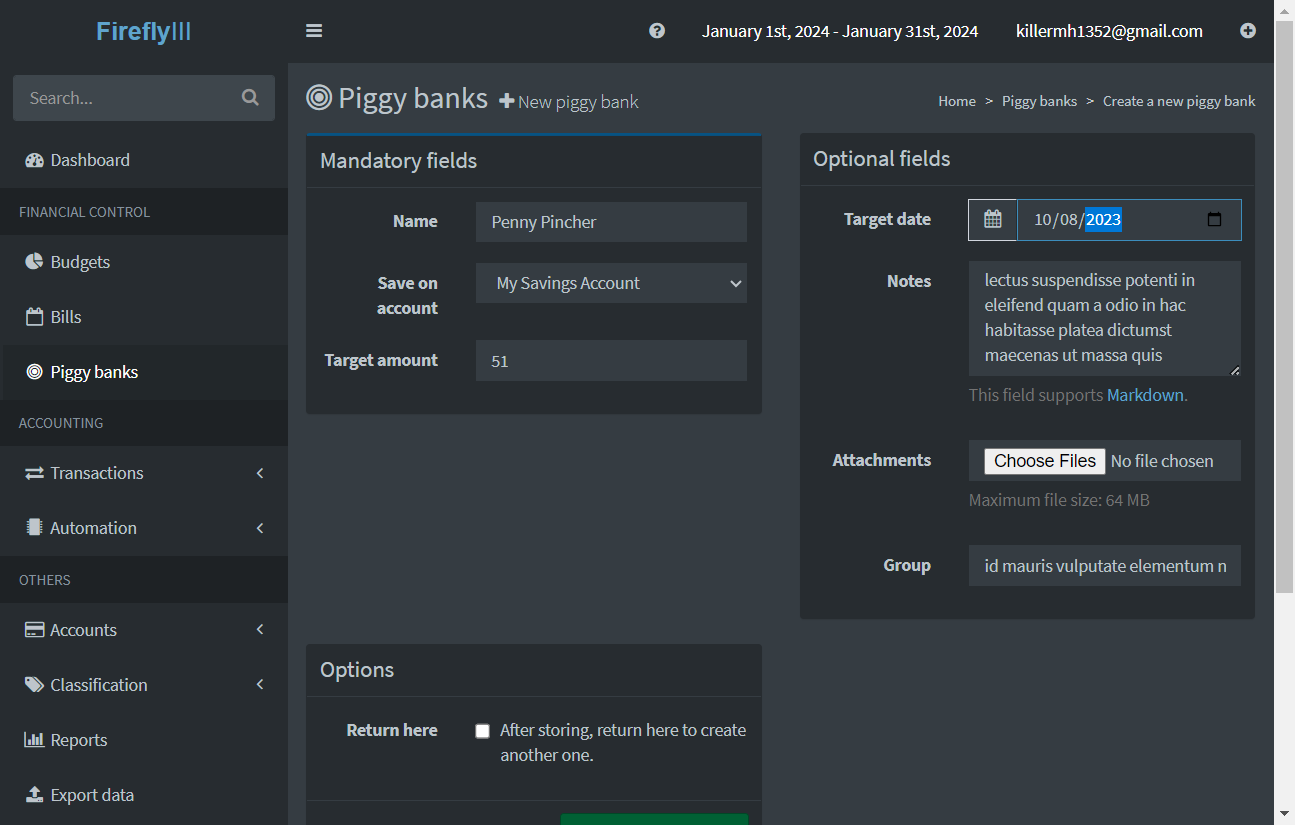 FireflyIII
January 1st, 2024 - January 31st, 2024
killermh1352@gmail.com
Search...
Dashboard
FINANCIAL CONTROL
Budgets
Bills
Piggy banks
ACCOUNTING
Transactions
Automation
OTHERS
Accounts
Classification
Reports
Export data
Piggy banks New piggy bank
Home > Piggy banks > Create a new piggy bank
Mandatory fields
Name
Penny Pincher
Save on
account
My Savings Account
Target amount
51
Optional fields
Target date
10/08/2023
Notes
lectus suspendisse potenti in
eleifend quam a odio in hac
habitasse platea dictumst
maecenas ut massa quis
This field supports Markdown.
Attachments
Choose Files No file chosen
Maximum file size: 64 MB
Group
id mauris vulputate elementum n
Options
Return here
After storing, return here to create
another one.